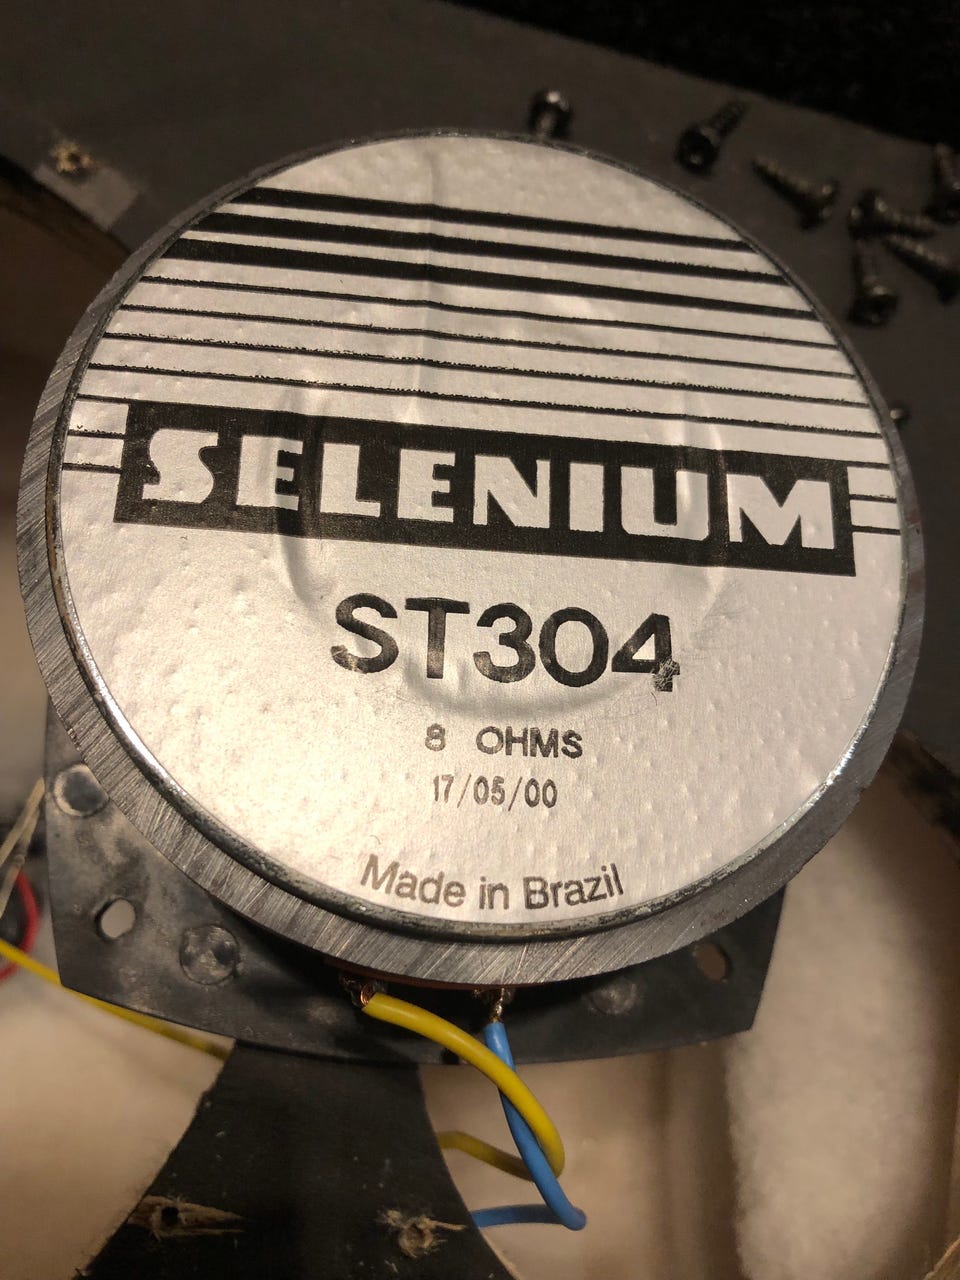 SELENIUM
ST304
8 OHMS
17/05/00
Made in Brazil